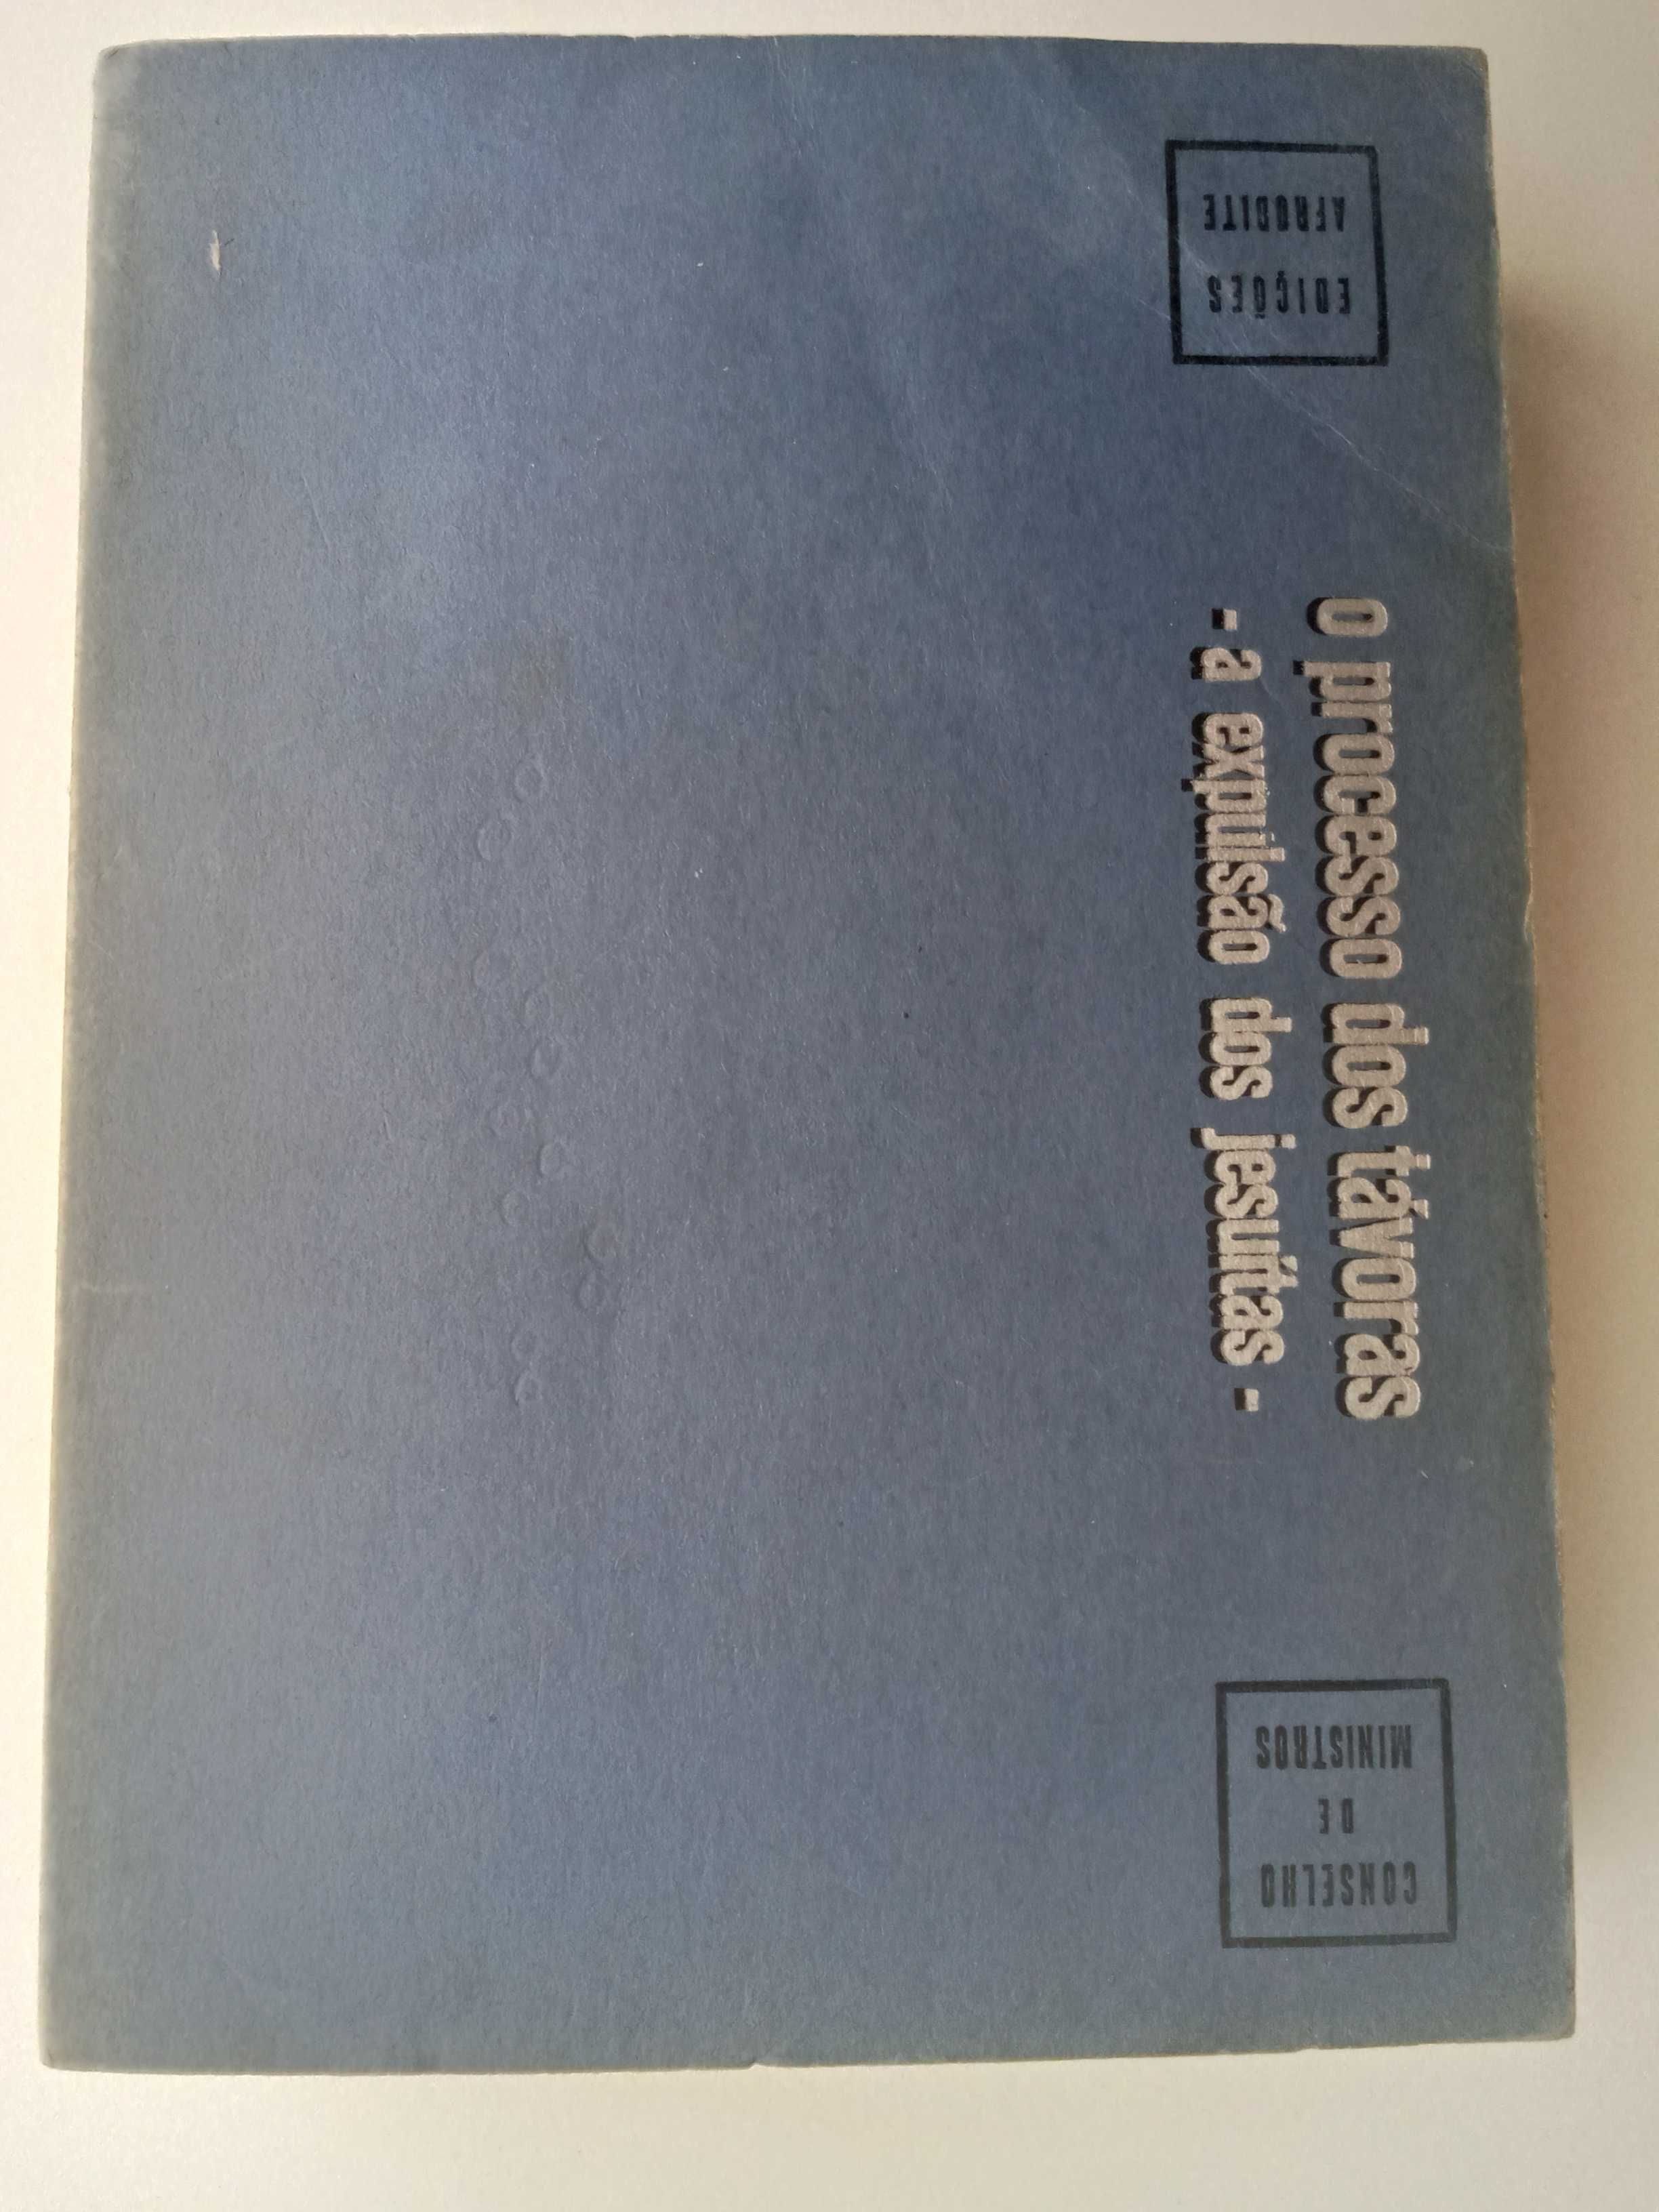 o processo dos távoras
- a expulsão dos jesuítas -
EDIÇÕES
AFRODITE
CONSELHO
DE
MINISTROS